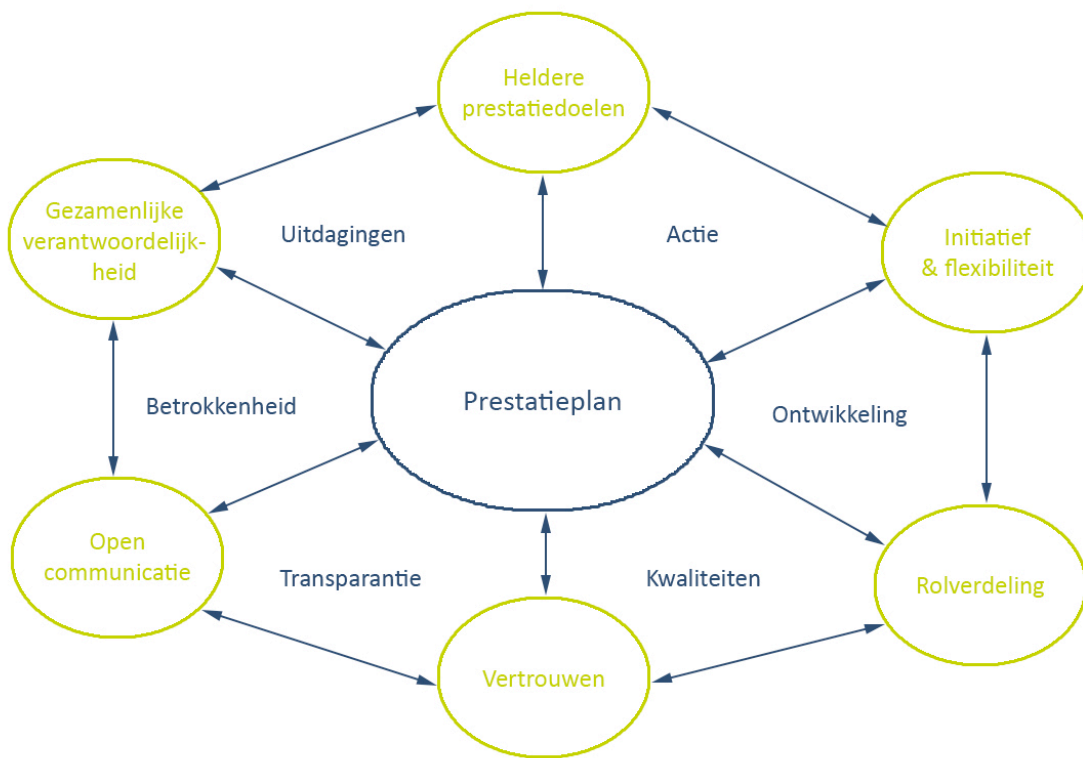 Heldere
prestatiedoelen
Gezamenlijke
verantwoordelijk-
heid
Uitdagingen
Actie
Initiatief
& flexibiliteit
Betrokkenheid
Prestatieplan
Ontwikkeling
Open
communicatie
Transparantie
Kwaliteiten
Rolverdeling
Vertrouwen